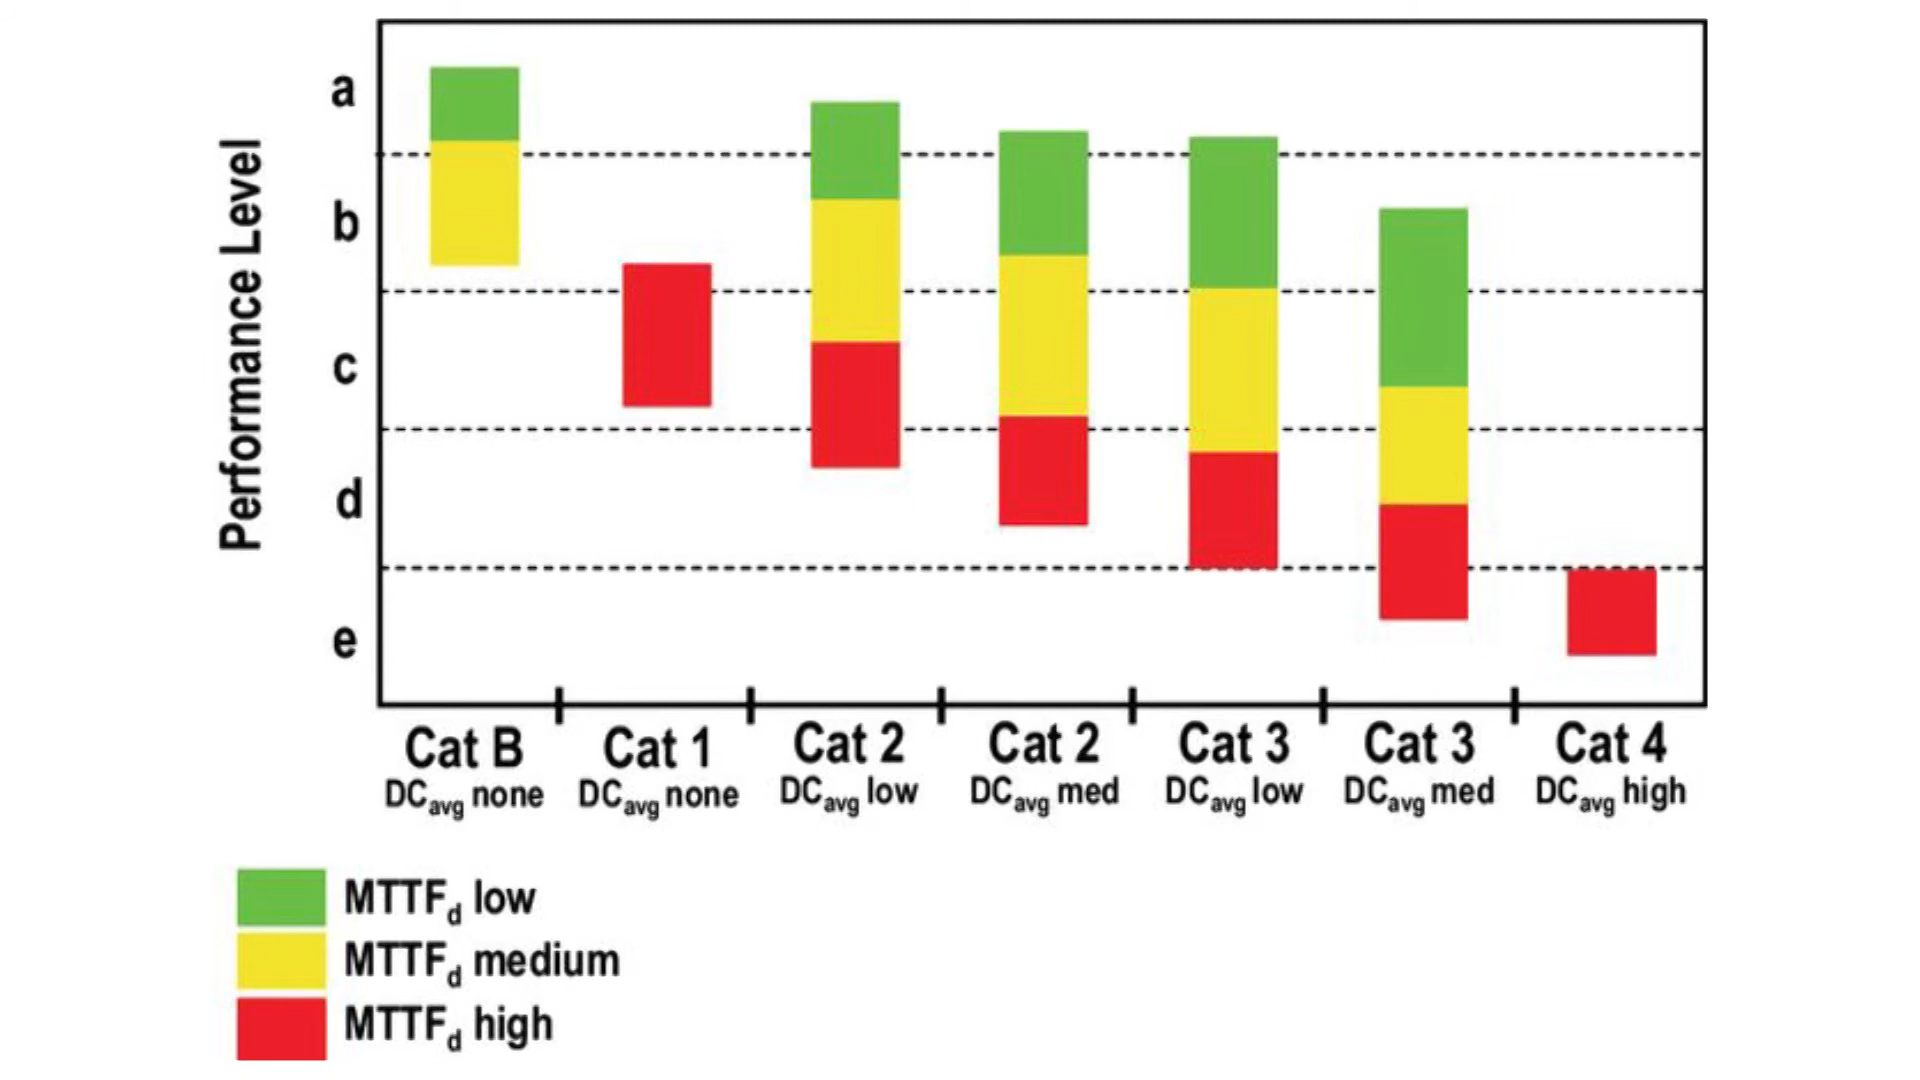 Performance Level
a
b
c
d
e
Cat B
DCavg none
Cat 1
DCavg none
Cat 2
DCavg low
Cat 2
DCavg med
Cat 3
DCavg low
Cat 3
DCavg med
Cat 4
DCavg high
MTTFd low
MTTFd medium
MTTFd high